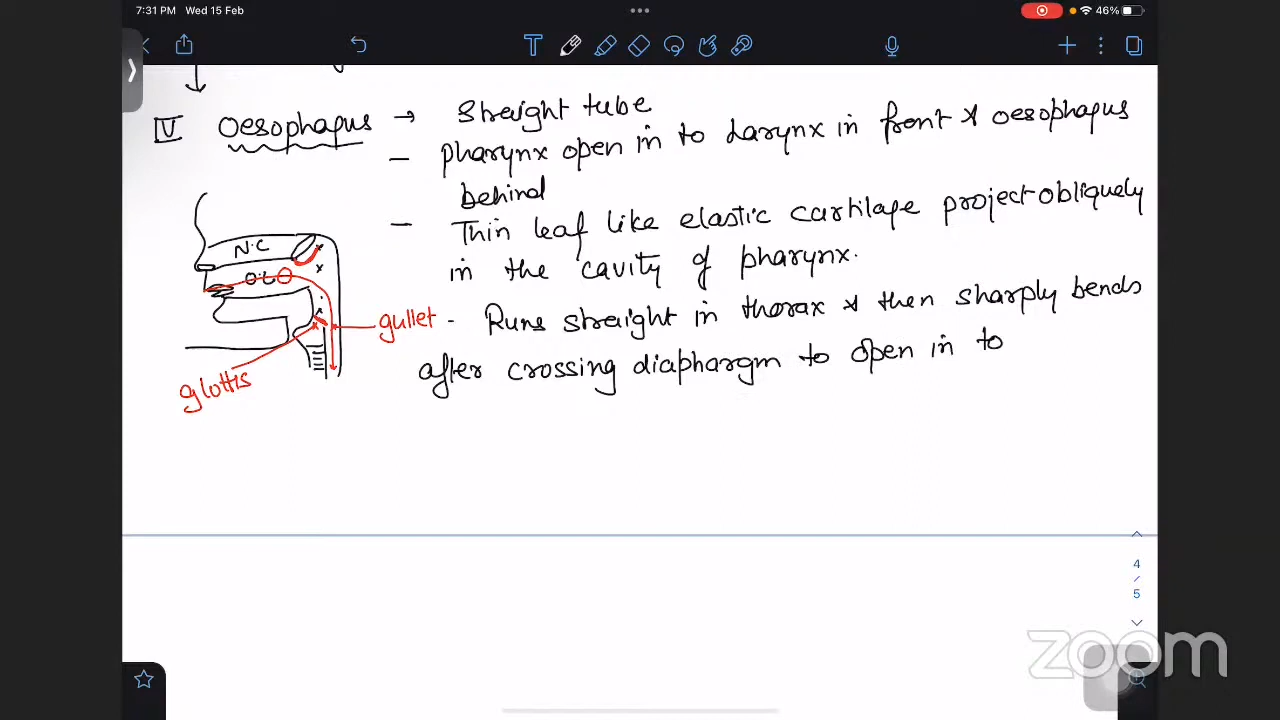 7:31 PM Wed 15 Feb
46%
IV Oesophagus → Straight tube
– Pharynx open in to Larynx in front & oesophagus
behind
– Thin leaf like elastic cartilage project obliquely
in the cavity of pharynx.
- Runs straight in thorax & then sharply bends
after crossing diaphargm to open in to
N.C
gullet
glottis
4
/
5
zoom